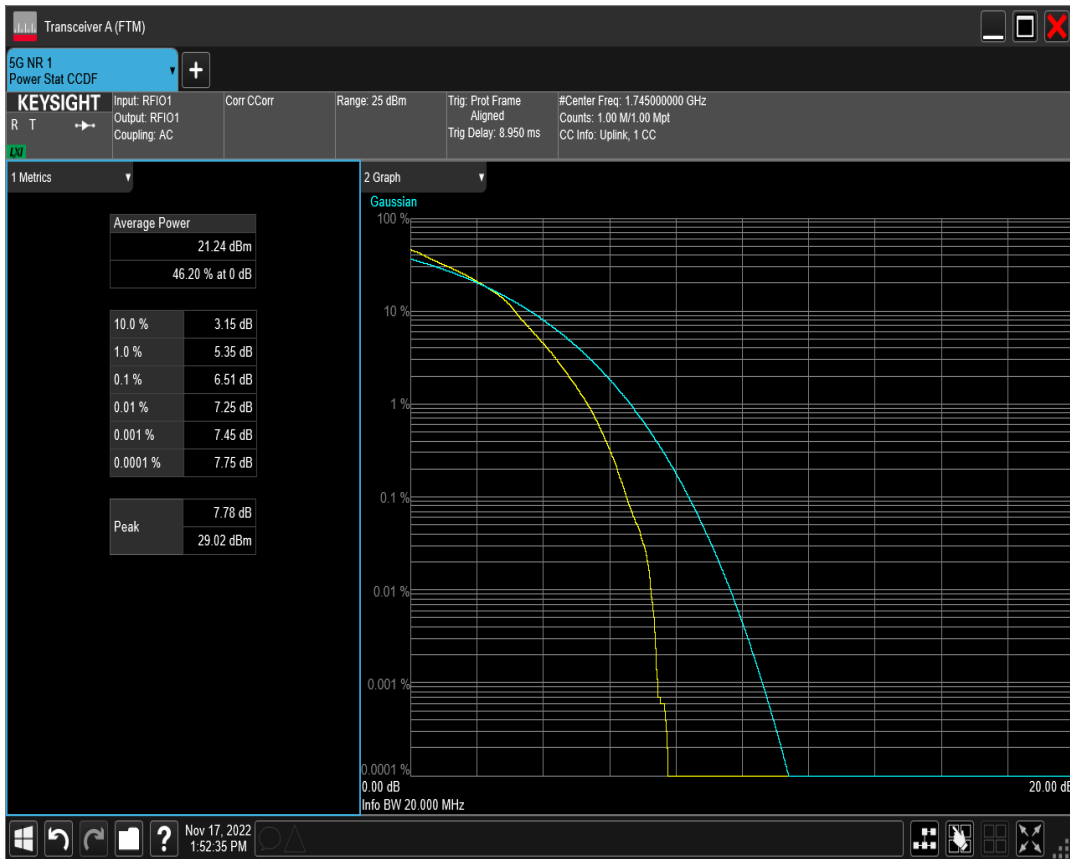 Transceiver A (FTM)
5G NR 1
Power Stat CCDF
KEYSIGHT
R T
LXI
Input: RFIO1
Output: RFIO1
Coupling: AC
Corr CCorr
Range: 25 dBm
Trig: Prot Frame
Aligned
Trig Delay: 8.950 ms
#Center Freq: 1.745000000 GHz
Counts: 1.00 M/1.00 Mpt
CC Info: Uplink, 1 CC
1 Metrics
Average Power
21.24 dBm
46.20 % at 0 dB
10.0 % 3.15 dB
1.0 % 5.35 dB
0.1 % 6.51 dB
0.01 % 7.25 dB
0.001 % 7.45 dB
0.0001 % 7.75 dB
Peak 7.78 dB
29.02 dBm
2 Graph
Gaussian
100 %
10 %
1 %
0.1 %
0.01 %
0.001 %
0.0001 %
0.00 dB 20.00 dB
Info BW 20.000 MHz
?
Nov 17, 2022
1:52:35 PM